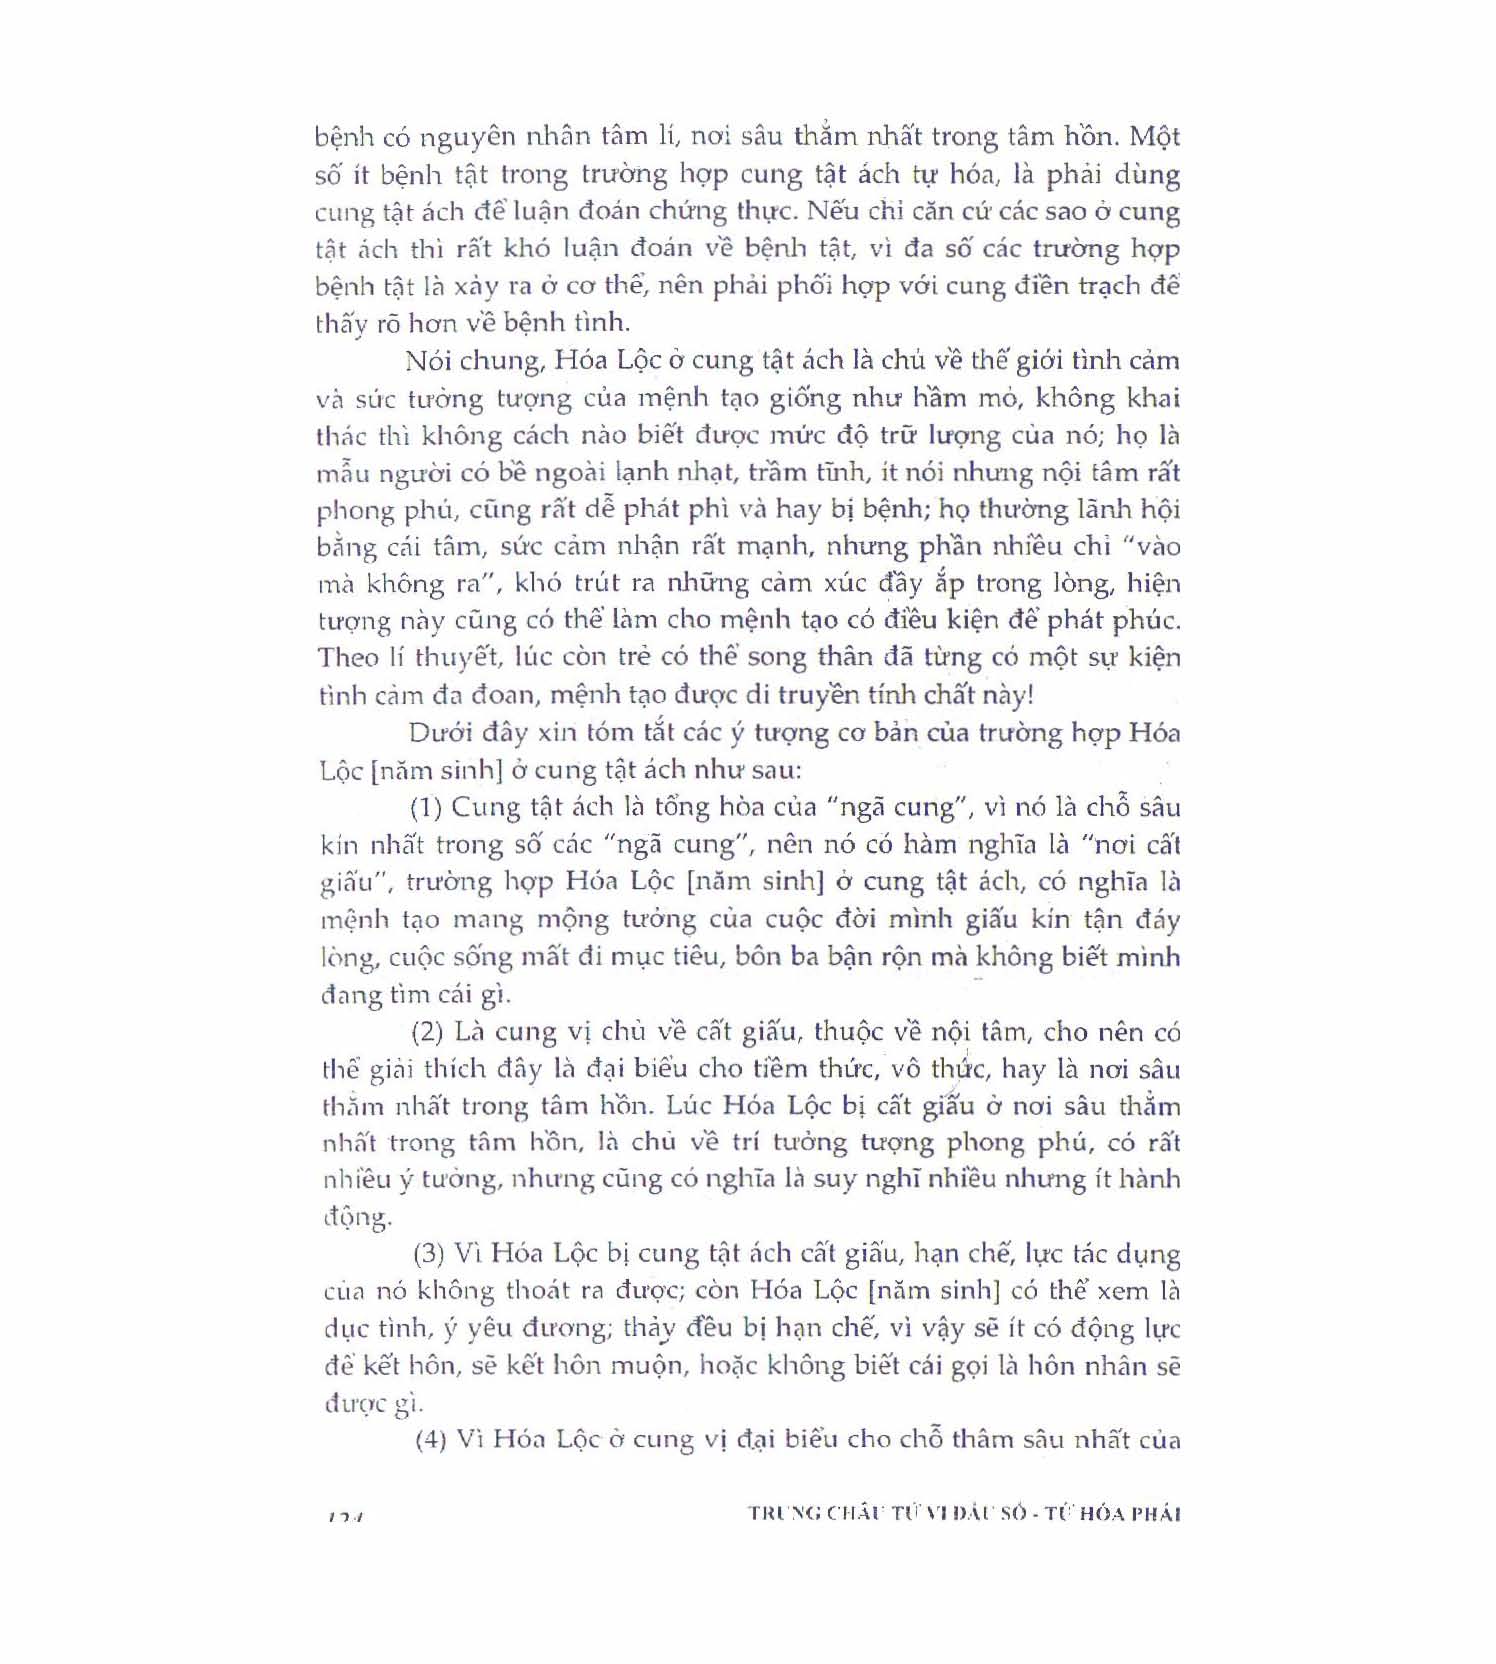 bệnh có nguyên nhân tâm lí, nơi sâu thẳm nhất trong tâm hồn. Một
số ít bệnh tật trong trường hợp cung tật ách tự hóa, là phải dùng
cung tật ách để luận đoán chứng thực. Nếu chỉ căn cứ các sao ở cung
tật ách thì rất khó luận đoán về bệnh tật, vì đa số các trường hợp
bệnh tật là xảy ra ở cơ thể, nên phải phối hợp với cung điền trạch để
thấy rõ hơn về bệnh tình.
Nói chung, Hóa Lộc ở cung tật ách là chủ về thế giới tình cảm
và sức tưởng tượng của mệnh tạo giống như hầm mỏ, không khai
thác thì không cách nào biết được mức độ trữ lượng của nó; họ là
mẫu người có bề ngoài lạnh nhạt, trầm tĩnh, ít nói nhưng nội tâm rất
phong phú, cũng rất dễ phát phì và hay bị bệnh; họ thường lãnh hội
bằng cái tâm, sức cảm nhận rất mạnh, nhưng phần nhiều chỉ "vào
mà không ra", khó trút ra những cảm xúc đầy ắp trong lòng, hiện
tượng này cũng có thể làm cho mệnh tạo có điều kiện để phát phúc.
Theo lí thuyết, lúc còn trẻ có thể song thân đã từng có một sự kiện
tình cảm đa đoan, mệnh tạo được di truyền tính chất này!
Dưới đây xin tóm tắt các ý tượng cơ bản của trường hợp Hóa
Lộc [năm sinh] ở cung tật ách như sau:
(1) Cung tật ách là tổng hòa của "ngã cung", vì nó là chỗ sâu
kín nhất trong số các "ngã cung", nên nó có hàm nghĩa là "nơi cất
giấu", trường hợp Hóa Lộc [năm sinh] ở cung tật ách, có nghĩa là
mệnh tạo mang mộng tưởng của cuộc đời mình giấu kín tận đáy
lòng, cuộc sống mất đi mục tiêu, bôn ba bận rộn mà không biết mình
đang tìm cái gì.
(2) Là cung vị chủ về cất giấu, thuộc về nội tâm, cho nên có
thể giải thích đây là đại biểu cho tiềm thức, vô thức, hay là nơi sâu
thẳm nhất trong tâm hồn. Lúc Hóa Lộc bị cất giấu ở nơi sâu thẳm
nhất trong tâm hồn, là chủ về trí tưởng tượng phong phú, có rất
nhiều ý tưởng, nhưng cũng có nghĩa là suy nghĩ nhiều nhưng ít hành
động.
(3) Vì Hóa Lộc bị cung tật ách cất giấu, hạn chế, lực tác dụng
của nó không thoát ra được; còn Hóa Lộc [năm sinh] có thể xem là
dục tình, ý yêu đương; thảy đều bị hạn chế, vì vậy sẽ ít có động lực
để kết hôn, sẽ kết hôn muộn, hoặc không biết cái gọi là hôn nhân sẽ
được gì.
(4) Vì Hóa Lộc ở cung vị đại biểu cho chỗ thâm sâu nhất của
TRUNG CHÂU TỬ VI ĐẨU SỐ - TỨ HÓA PHÁI